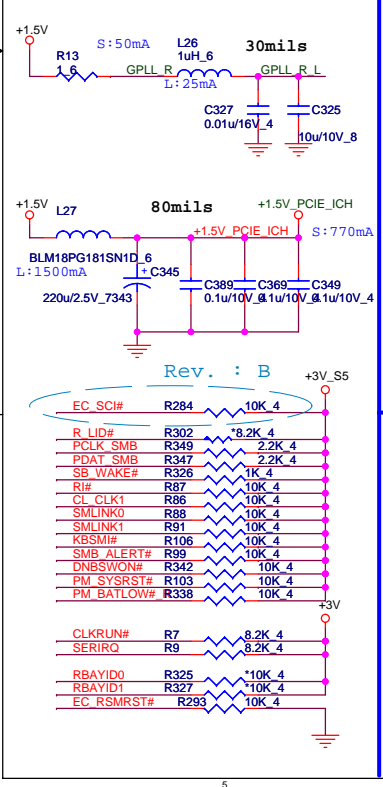 +1.5V S:50mA L26 30mils
R13 1uH_6
1_6 GPLL_R GPLL_R_L
L:25mA
C327 C325
0.01u/16V_4
10u/10V_8
+1.5V L27 80mils +1.5V_PCIE_ICH
+1.5V_PCIE_ICH S:770mA
BLM18PG181SN1D_6
L:1500mA + C345
C389 C369 C349
220u/2.5V_7343 0.1u/10V_4 0.1u/10V_4 0.1u/10V_4
Rev. : B
+3V_S5
EC_SCI# R284 10K_4
R_LID# R302 *8.2K_4
PCLK_SMB R349 2.2K_4
PDAT_SMB R347 2.2K_4
SB_WAKE# R326 1K_4
RI# R87 10K_4
CL_CLK1 R86 10K_4
SMLINK0 R88 10K_4
SMLINK1 R91 10K_4
KBSMI# R106 10K_4
SMB_ALERT# R99 10K_4
DNBSWON# R342 10K_4
PM_SYSRST# R103 10K_4
PM_BATLOW#_R R338 10K_4
+3V
CLKRUN# R7 8.2K_4
SERIRQ R9 8.2K_4
RBAYID0 R325 *10K_4
RBAYID1 R327 *10K_4
EC_RSMRST# R293 10K_4
5